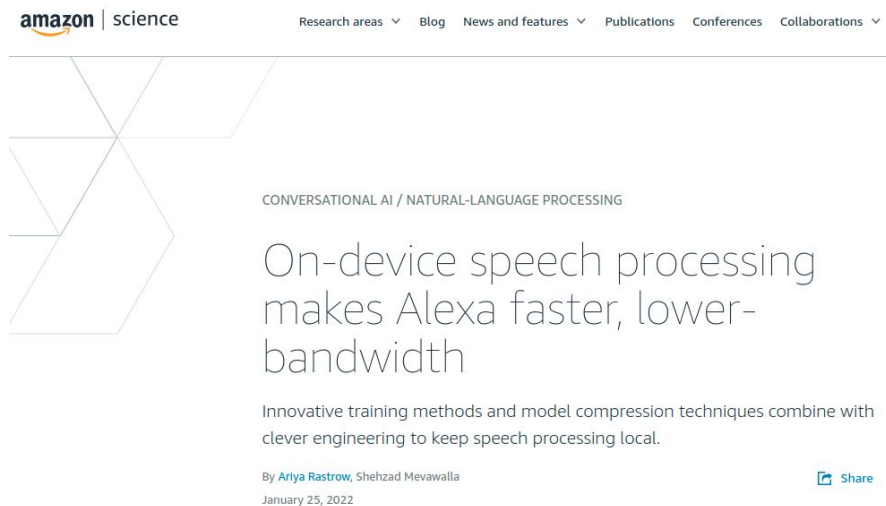 amazon | science
Research areas Blog News and features Publications Conferences Collaborations
CONVERSATIONAL AI / NATURAL-LANGUAGE PROCESSING
On-device speech processing
makes Alexa faster, lower-
bandwidth
Innovative training methods and model compression techniques combine with
clever engineering to keep speech processing local.
By Ariya Rastrow, Shehzad Mevawalla
Share
January 25, 2022